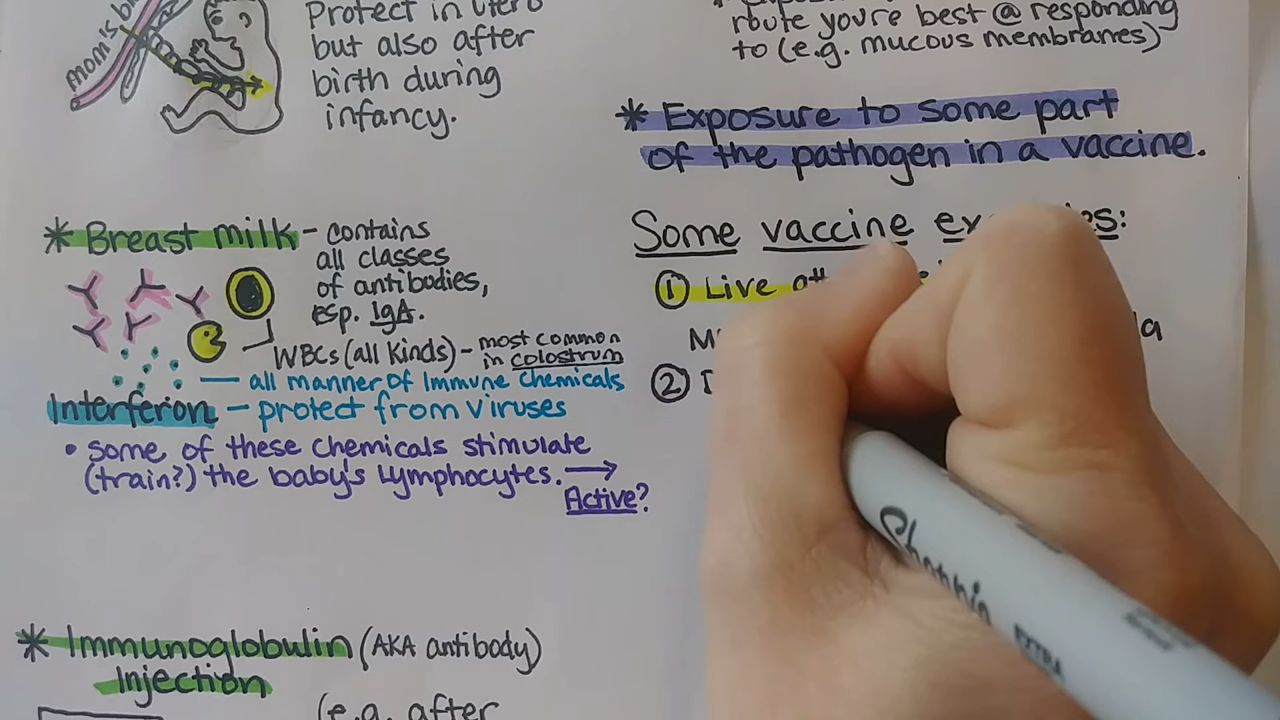 mom's
Protect in utero
but also after
birth during
infancy.
* Breast milk - contains
all classes
of antibodies,
esp. IgA.
WBCs (all kinds) - most common
in colostrum
all manner of Immune chemicals
Interferon - protect from viruses
• some of these chemicals stimulate
(train?) the baby's lymphocytes. →
Active?
* Immunoglobulin (AKA antibody)
Injection
(e.g. after
route you're best @ responding
to (e.g. mucous membranes)
* Exposure to some part
of the pathogen in a vaccine.
Some vaccine
① Live
②
Sharpie